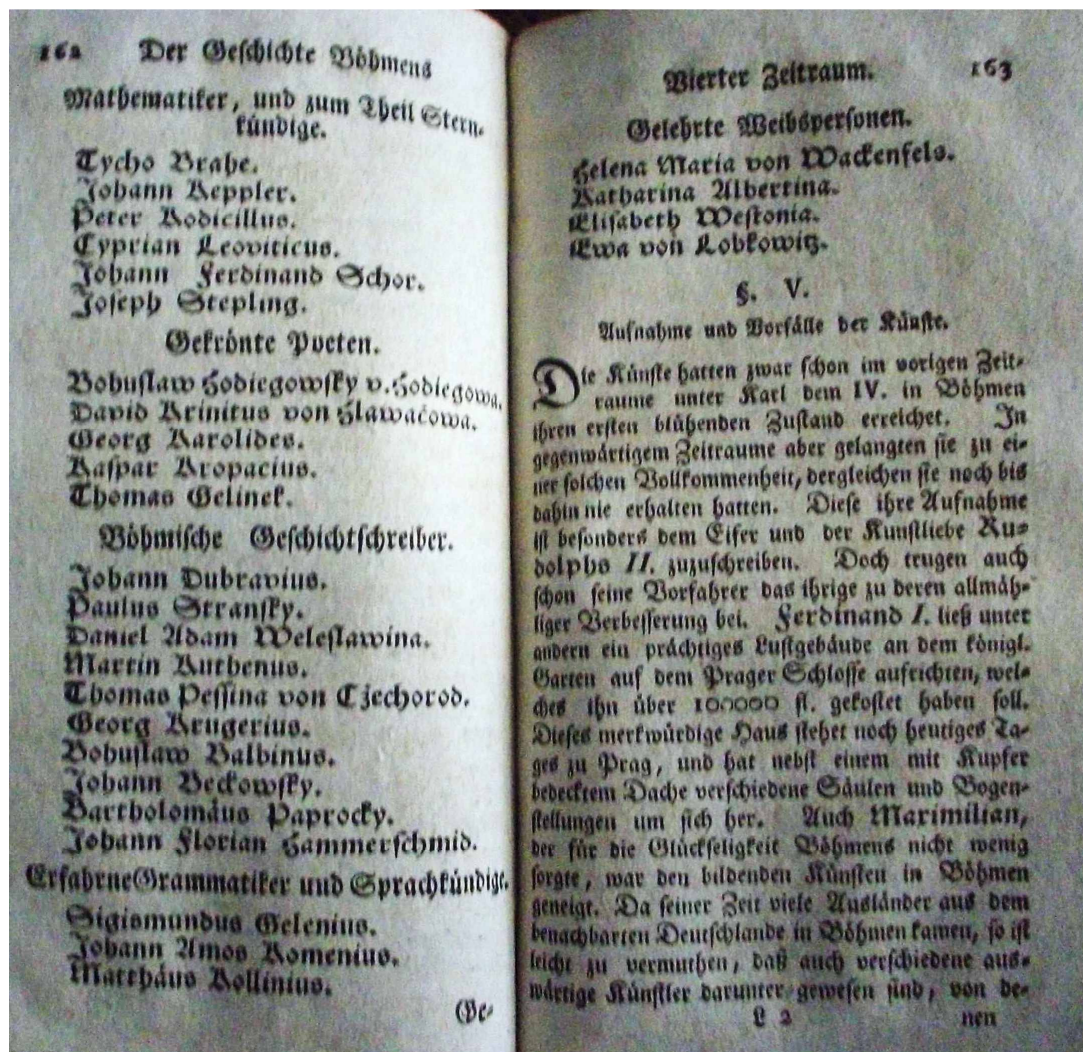 162 Der Geschichte Böhmens
Mathematiker, und zum Theil Stern-
kündige.
Tycho Brahe.
Johann Keppler.
Peter Kodicillus.
Cyprian Leoviticus.
Johann Ferdinand Schor.
Joseph Stepling.
Gekrönte Poeten.
Bohuslaw Hodiegowsky v. Hodiegowa.
David Krinitus von Hlawačowa.
Georg Karolides.
Kaspar Kropacius.
Thomas Gelinek.
Böhmische Geschichtschreiber.
Johann Dubravius.
Paulus Stransky.
Daniel Adam Weleslawina.
Martin Kuthenus.
Thomas Pessina von Czechorod.
Georg Krugerius.
Bohuslaw Balbinus.
Johann Beckowsky.
Bartholomäus Paprocky.
Johann Florian Hammerschmid.
Erfahrne Grammatiker und Sprachkündige.
Sigismundus Gelenius.
Johann Amos Komenius.
Matthäus Kollinius.
Ge-
Vierter Zeitraum. 163
Gelehrte Weibspersonen.
Helena Maria von Wackenfels.
Katharina Albertina.
Elisabeth Westonia.
Ewa von Lobkowitz.
§. V.
Aufnahme und Vorfälle der Künste.
Die Künste hatten zwar schon im vorigen Zeit-
raume unter Karl dem IV. in Böhmen
ihren ersten blühenden Zustand erreichet. In
gegenwärtigem Zeitraume aber gelangten sie zu ei-
ner solchen Vollkommenheit, dergleichen sie noch bis
dahin nie erhalten hatten. Diese ihre Aufnahme
ist besonders dem Eifer und der Kunstliebe Ru-
dolphs II. zuzuschreiben. Doch trugen auch
schon seine Vorfahrer das ihrige zu deren allmäh-
liger Verbesserung bei. Ferdinand I. ließ unter
andern ein prächtiges Lustgebäude an dem königl.
Garten auf dem Prager Schlosse aufrichten, wel-
ches ihn über 100000 fl. gekostet haben soll.
Dieses merkwürdige Haus stehet noch heutiges Ta-
ges zu Prag, und hat nebst einem mit Kupfer
bedecktem Dache verschiedene Säulen und Bogen-
stellungen um sich her. Auch Maximilian,
der für die Glückseligkeit Böhmens nicht wenig
sorgte, war den bildenden Künsten in Böhmen
geneigt. Da seiner Zeit viele Ausländer aus dem
benachbarten Deutschlande in Böhmen kamen, so ist
leicht zu vermuthen, daß auch verschiedene aus-
wärtige Künstler darunter gewesen sind, von de-
L 2 nen